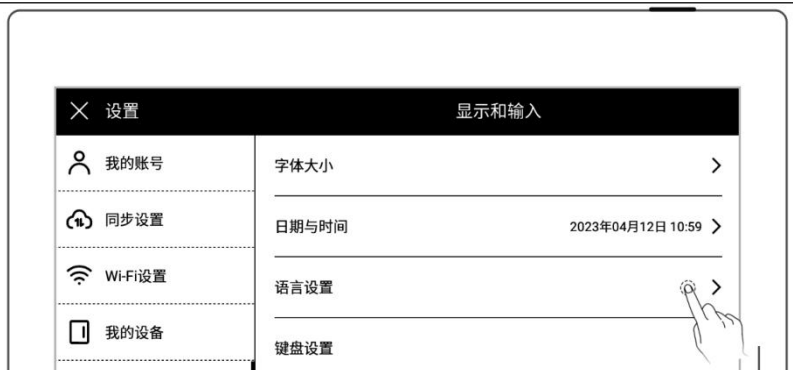 设置
显示和输入
我的账号
同步设置
Wi-Fi设置
我的设备
字体大小
日期与时间 2023年04月12日 10:59
语言设置
键盘设置